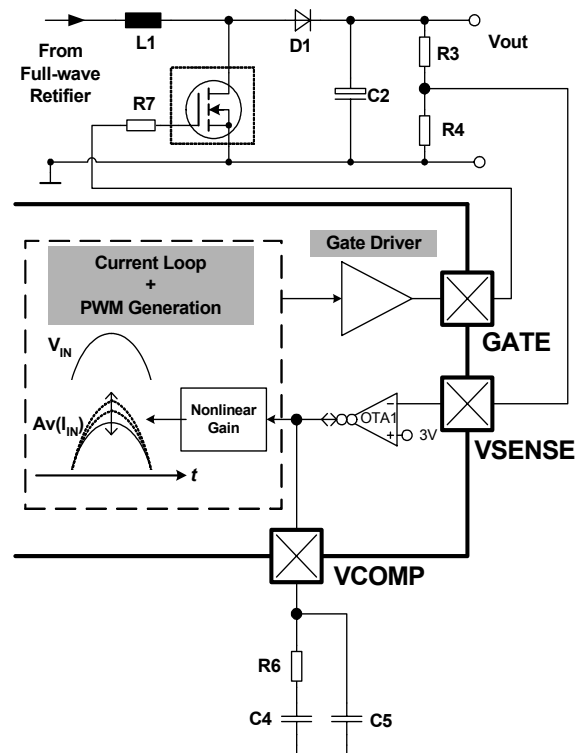 L1
D1
From
Full-wave
Retifier
R7
C2
R3
Vout
R4
Gate Driver
Current Loop
+
PWM Generation
GATE
VIN
Av(IIN)
Nonlinear
Gain
OTA1
−
+
3V
VSENSE
t
VCOMP
R6
C4
C5